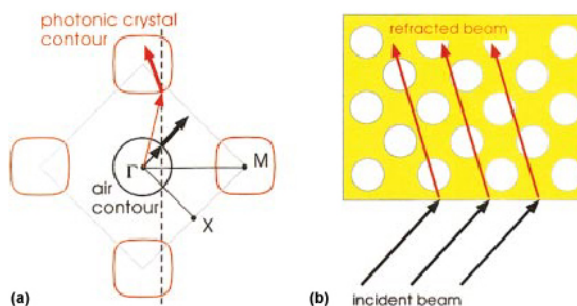 photonic crystal
contour
Γ
M
air
contour
X
(a)
refracted beam
incident beam
(b)